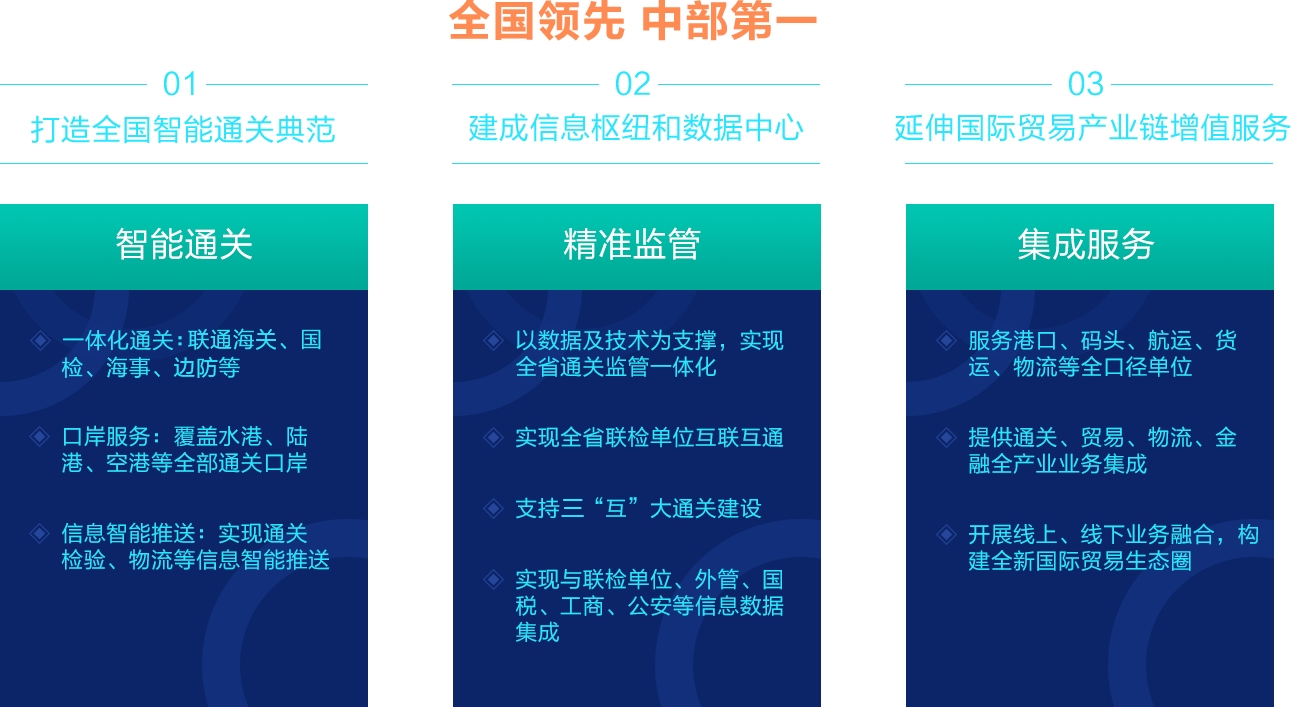 全国领先 中部第一
01
打造全国智能通关典范
02
建成信息枢纽和数据中心
03
延伸国际贸易产业链增值服务
智能通关
一体化通关：联通海关、国
检、海事、边防等
口岸服务：覆盖水港、陆
港、空港等全部通关口岸
信息智能推送：实现通关
检验、物流等信息智能推送
精准监管
以数据及技术为支撑，实现
全省通关监管一体化
实现全省联检单位互联互通
支持三“互”大通关建设
实现与联检单位、外管、国
税、工商、公安等信息数据
集成
集成服务
服务港口、码头、航运、货
运、物流等全口径单位
提供通关、贸易、物流、金
融全产业业务集成
开展线上、线下业务融合，构
建全新国际贸易生态圈